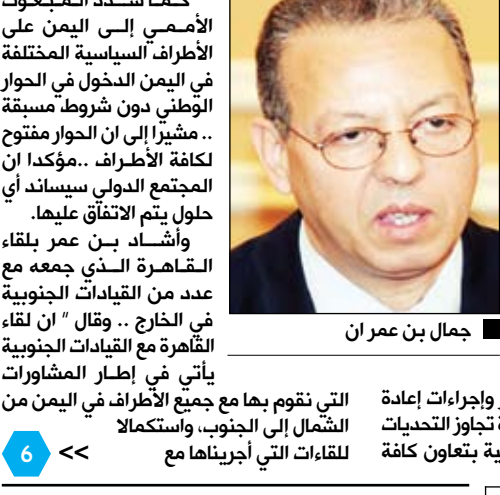 كما شدد المبعوث
الأممي إلى اليمن على
الأطراف السياسية المختلفة
في اليمن الدخول في الحوار
الوطني دون شروط مسبقة
.. مشيرا إلى ان الحوار مفتوح
لكافة الأطراف ..مؤكدا ان
المجتمع الدولي سيساند أي
حلول يتم الاتفاق عليها.
وأشاد بن عمر بلقاء
القاهرة الذي جمعه مع
عدد من القيادات الجنوبية
في الخارج .. وقال " ان لقاء
القاهرة مع القيادات الجنوبية
يأتي في إطار المشاورات
التي نقوم بها مع جميع الأطراف في اليمن من
الشمال إلى الجنوب، واستكمالا
للقاءات التي أجريناها مع >> 6
جمال بن عمر ان
وإجراءات إعادة
تجاوز التحديات
بتعاون كافة